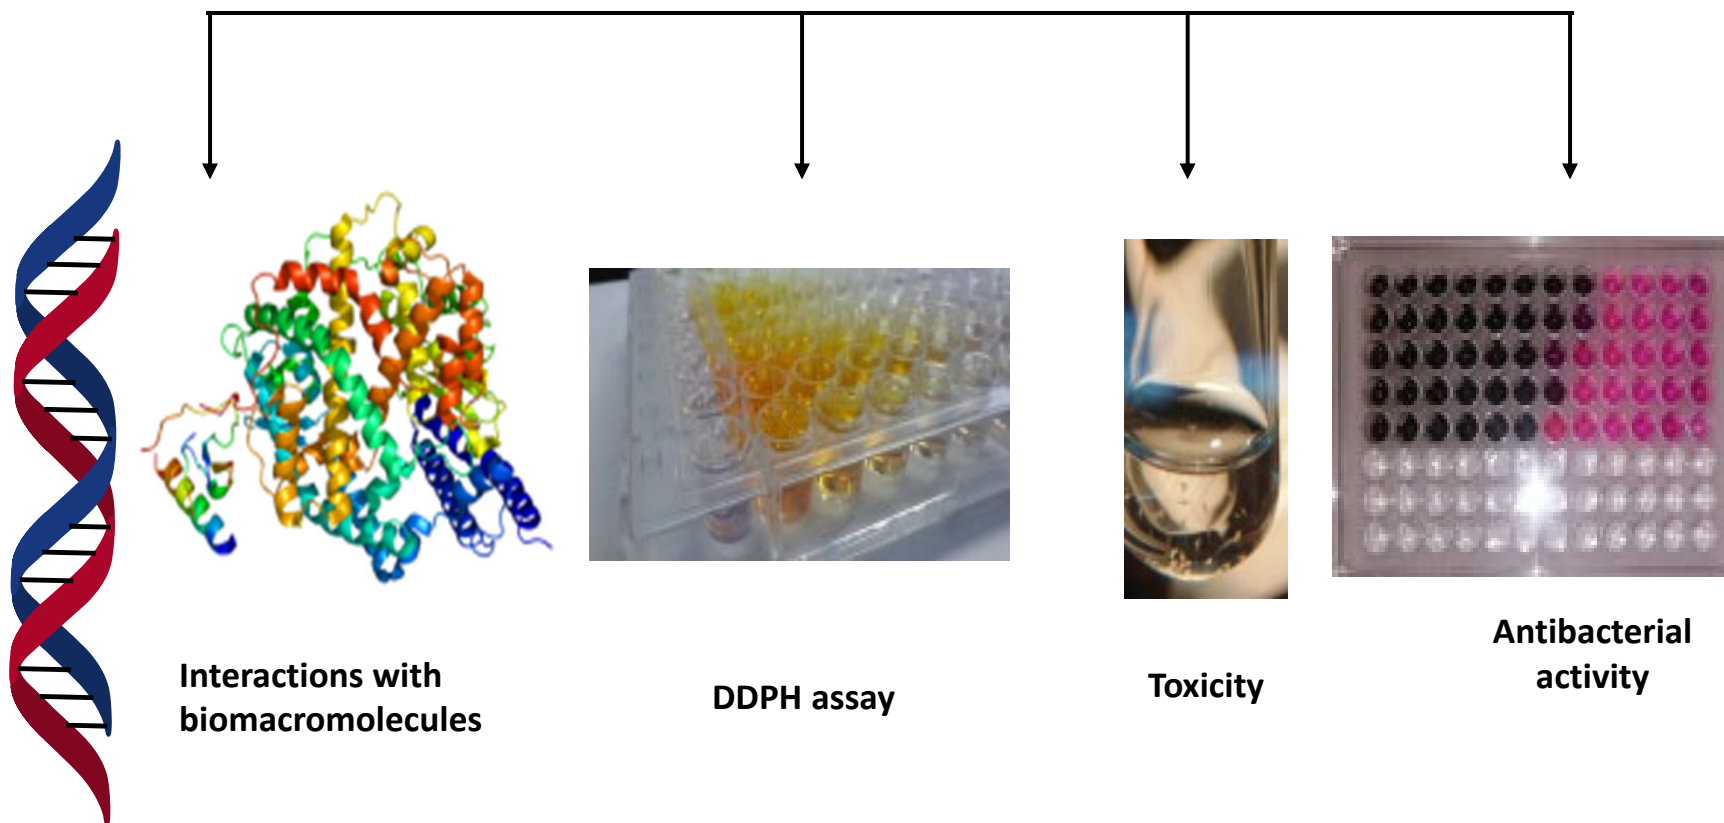 Interactions with
biomacromolecules
DDPH assay
Toxicity
Antibacterial
activity